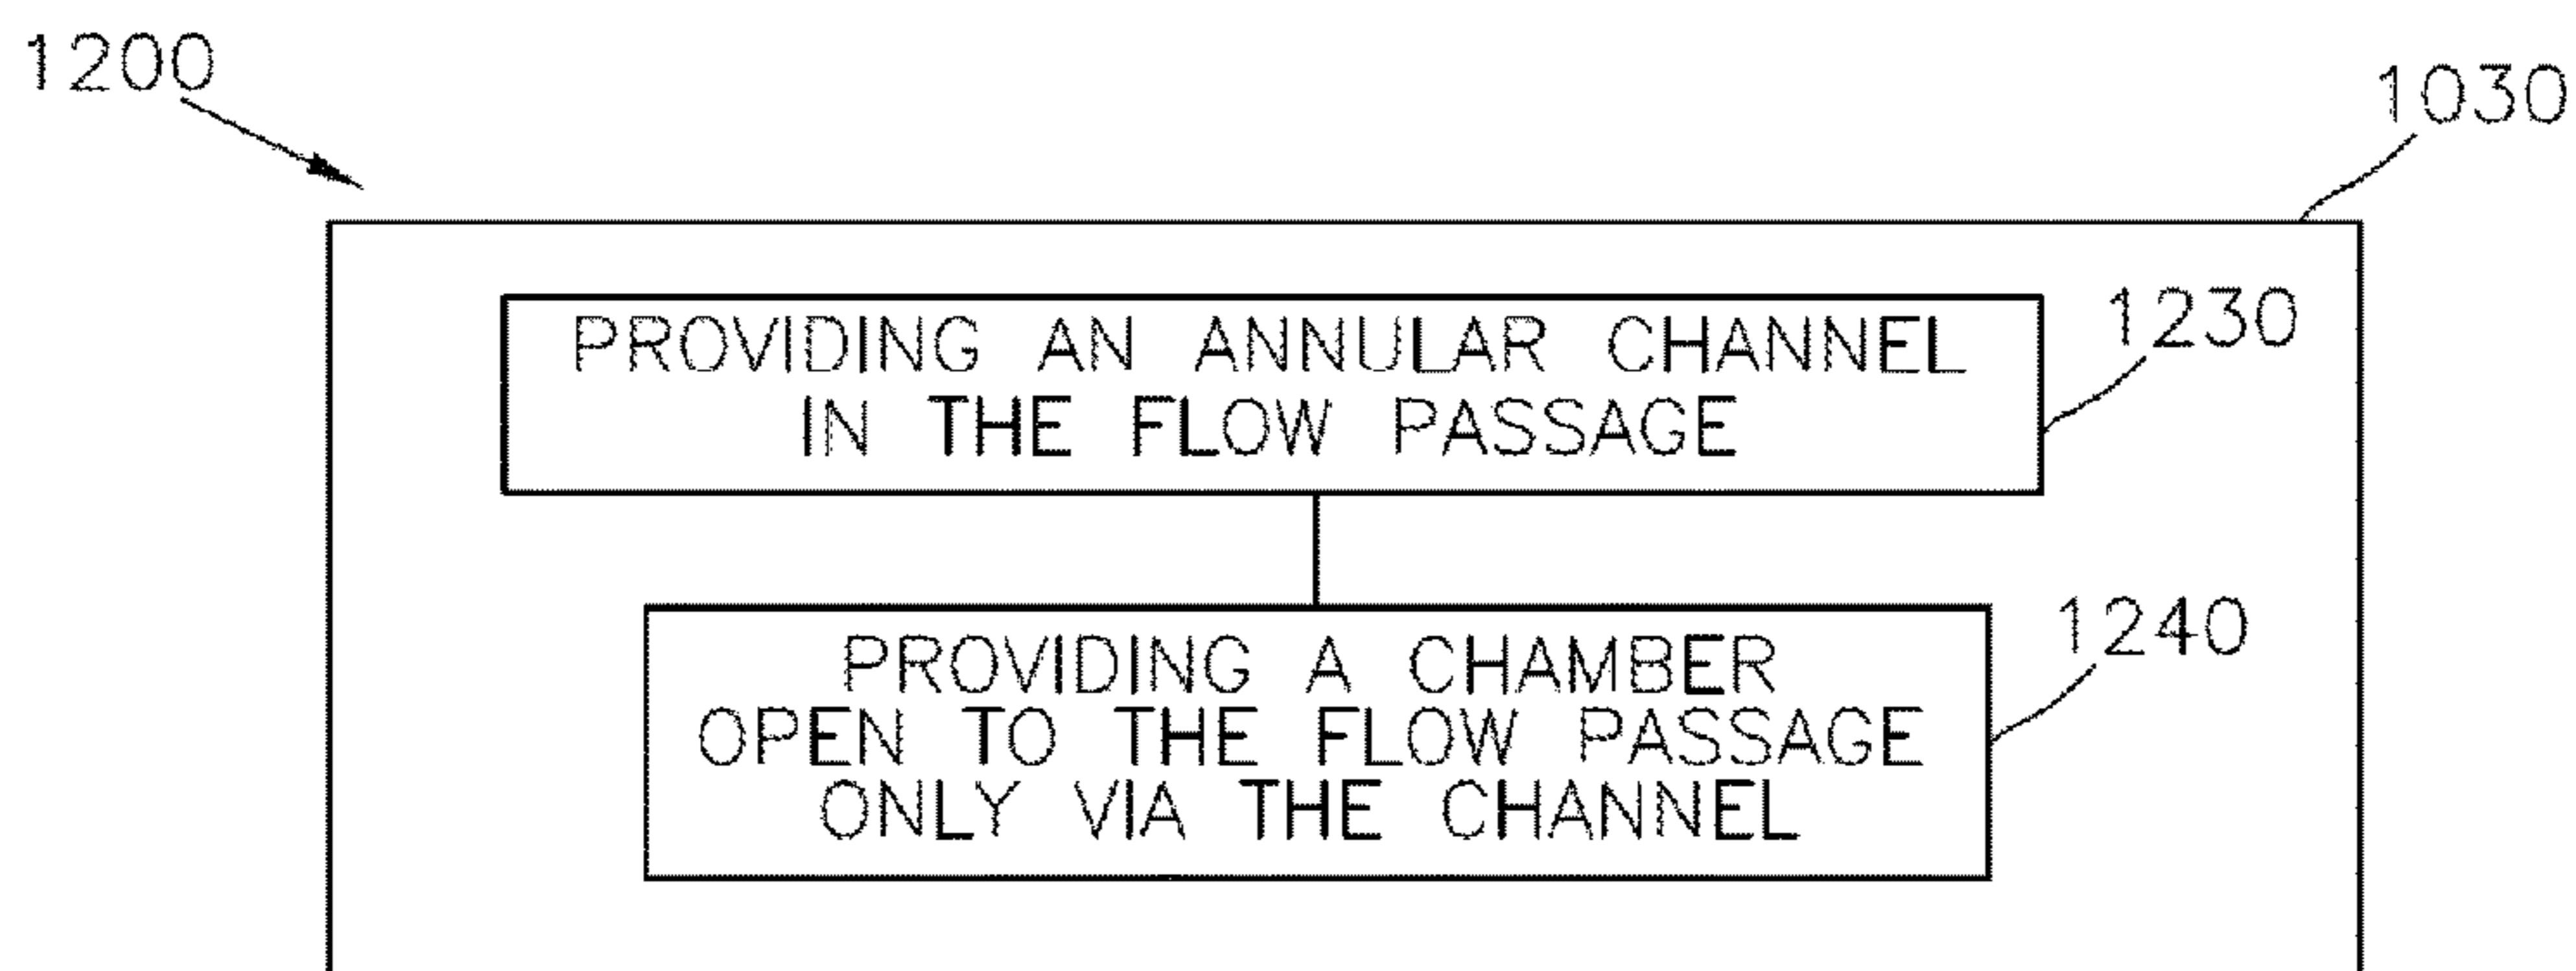 1200
1030
PROVIDING AN ANNULAR CHANNEL
IN THE FLOW PASSAGE
1230
PROVIDING A CHAMBER
OPEN TO THE FLOW PASSAGE
ONLY VIA THE CHANNEL
1240